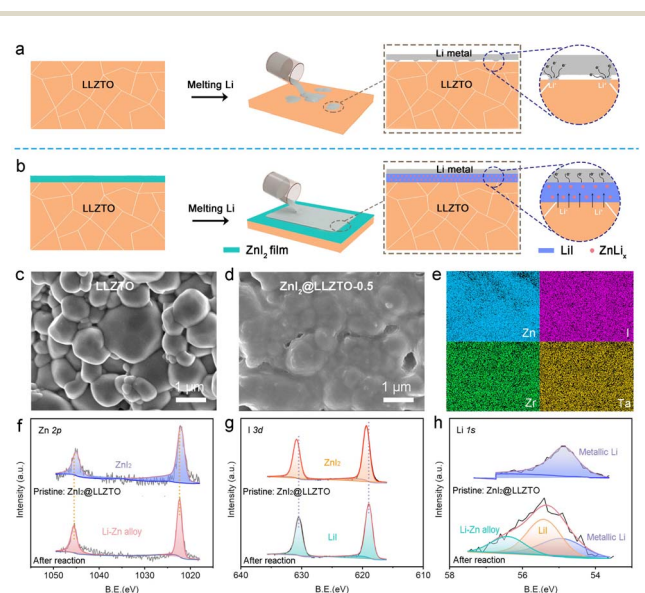 a
LLZTO
Melting Li
Li metal
LLZTO
Li⁺
Li⁺
b
LLZTO
Melting Li
Li metal
LLZTO
Li⁺
Li⁺
ZnI₂ film
LiI
ZnLiₓ
c
LLZTO
1 μm
d
ZnI₂@LLZTO-0.5
1 μm
e
Zn
I
Zr
Ta
f
Zn 2p
ZnI₂
Pristine: ZnI₂@LLZTO
Li-Zn alloy
After reaction
Intensity (a.u.)
1050 1040 1030 1020
B.E.(eV)
g
I 3d
ZnI₂
Pristine: ZnI₂@LLZTO
LiI
After reaction
Intensity (a.u.)
640 630 620 610
B.E.(eV)
h
Li 1s
Metallic Li
Pristine: ZnI₂@LLZTO
Li-Zn alloy
LiI
Metallic Li
After reaction
Intensity (a.u.)
58 56 54
B.E.(eV)